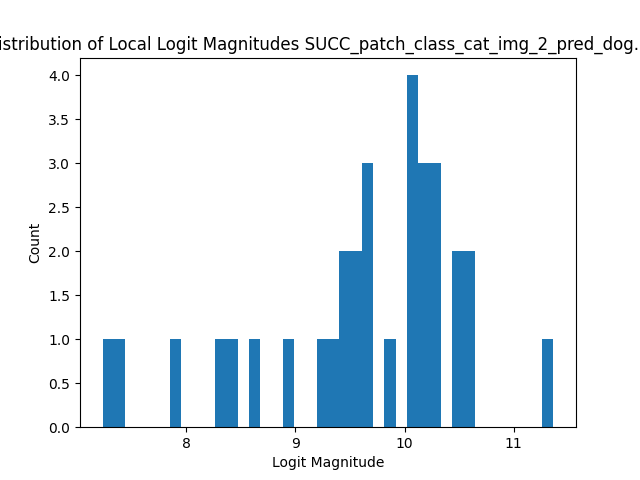 istribution of Local Logit Magnitudes SUCC_patch_class_cat_img_2_pred_dog.
4.0
3.5
3.0
2.5
2.0
1.5
1.0
0.5
0.0
Count
8 9 10 11
Logit Magnitude